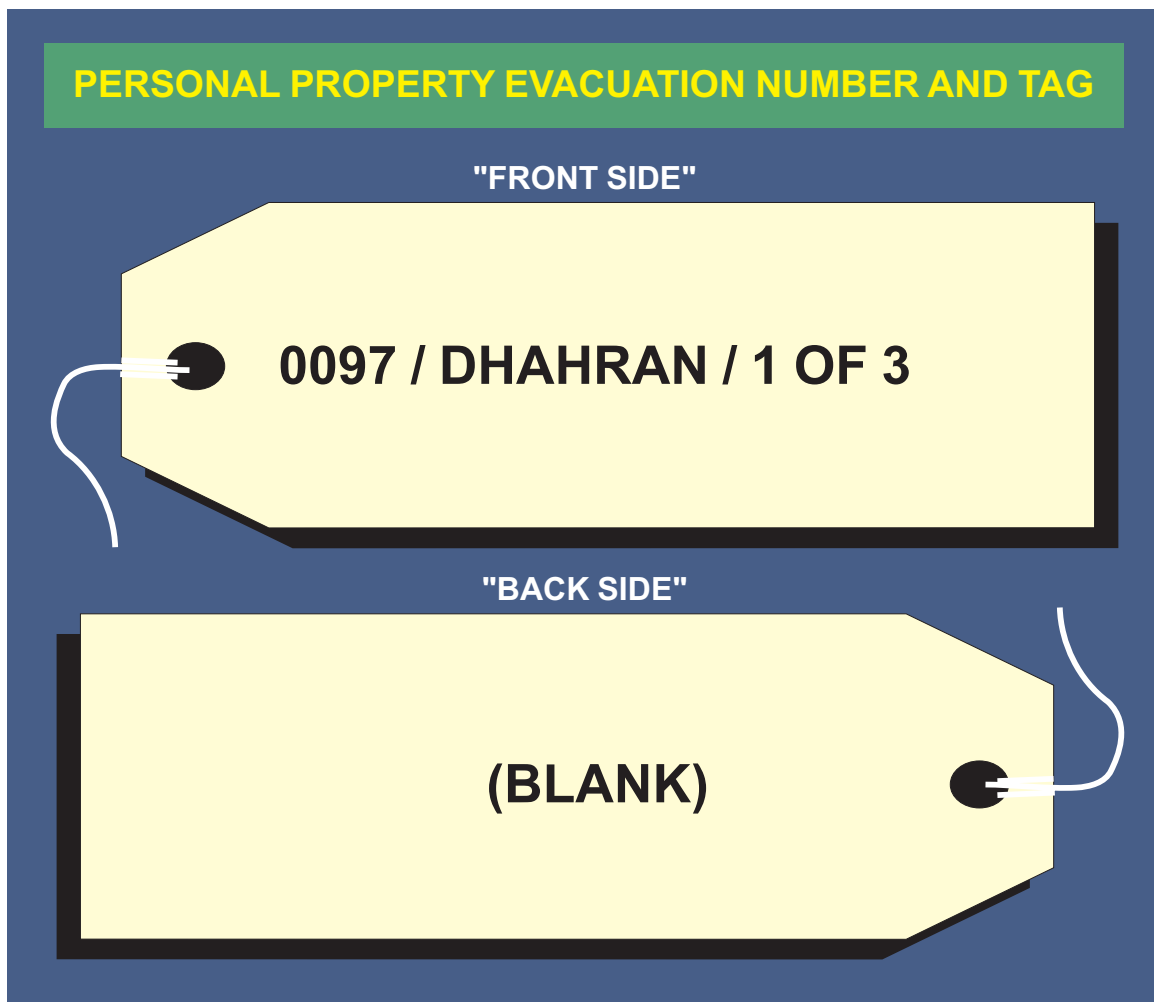 PERSONAL PROPERTY EVACUATION NUMBER AND TAG
"FRONT SIDE"
0097 / DHAHRAN / 1 OF 3
"BACK SIDE"
(BLANK)